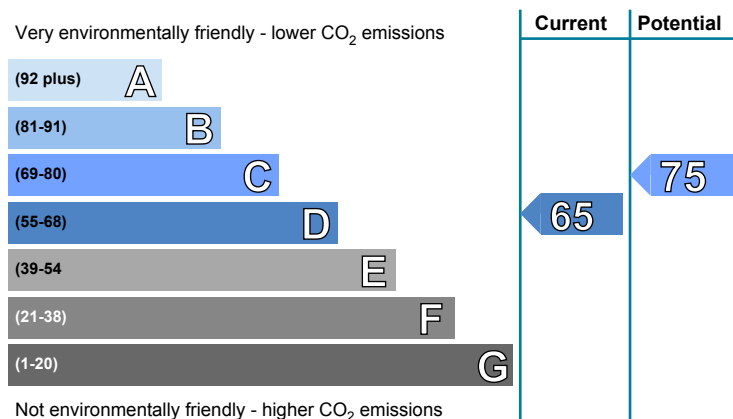 Very environmentally friendly - lower CO₂ emissions
Current
Potential
(92 plus) A
(81-91) B
(69-80) C
75
(55-68) D
65
(39-54 E
(21-38) F
(1-20) G
Not environmentally friendly - higher CO₂ emissions